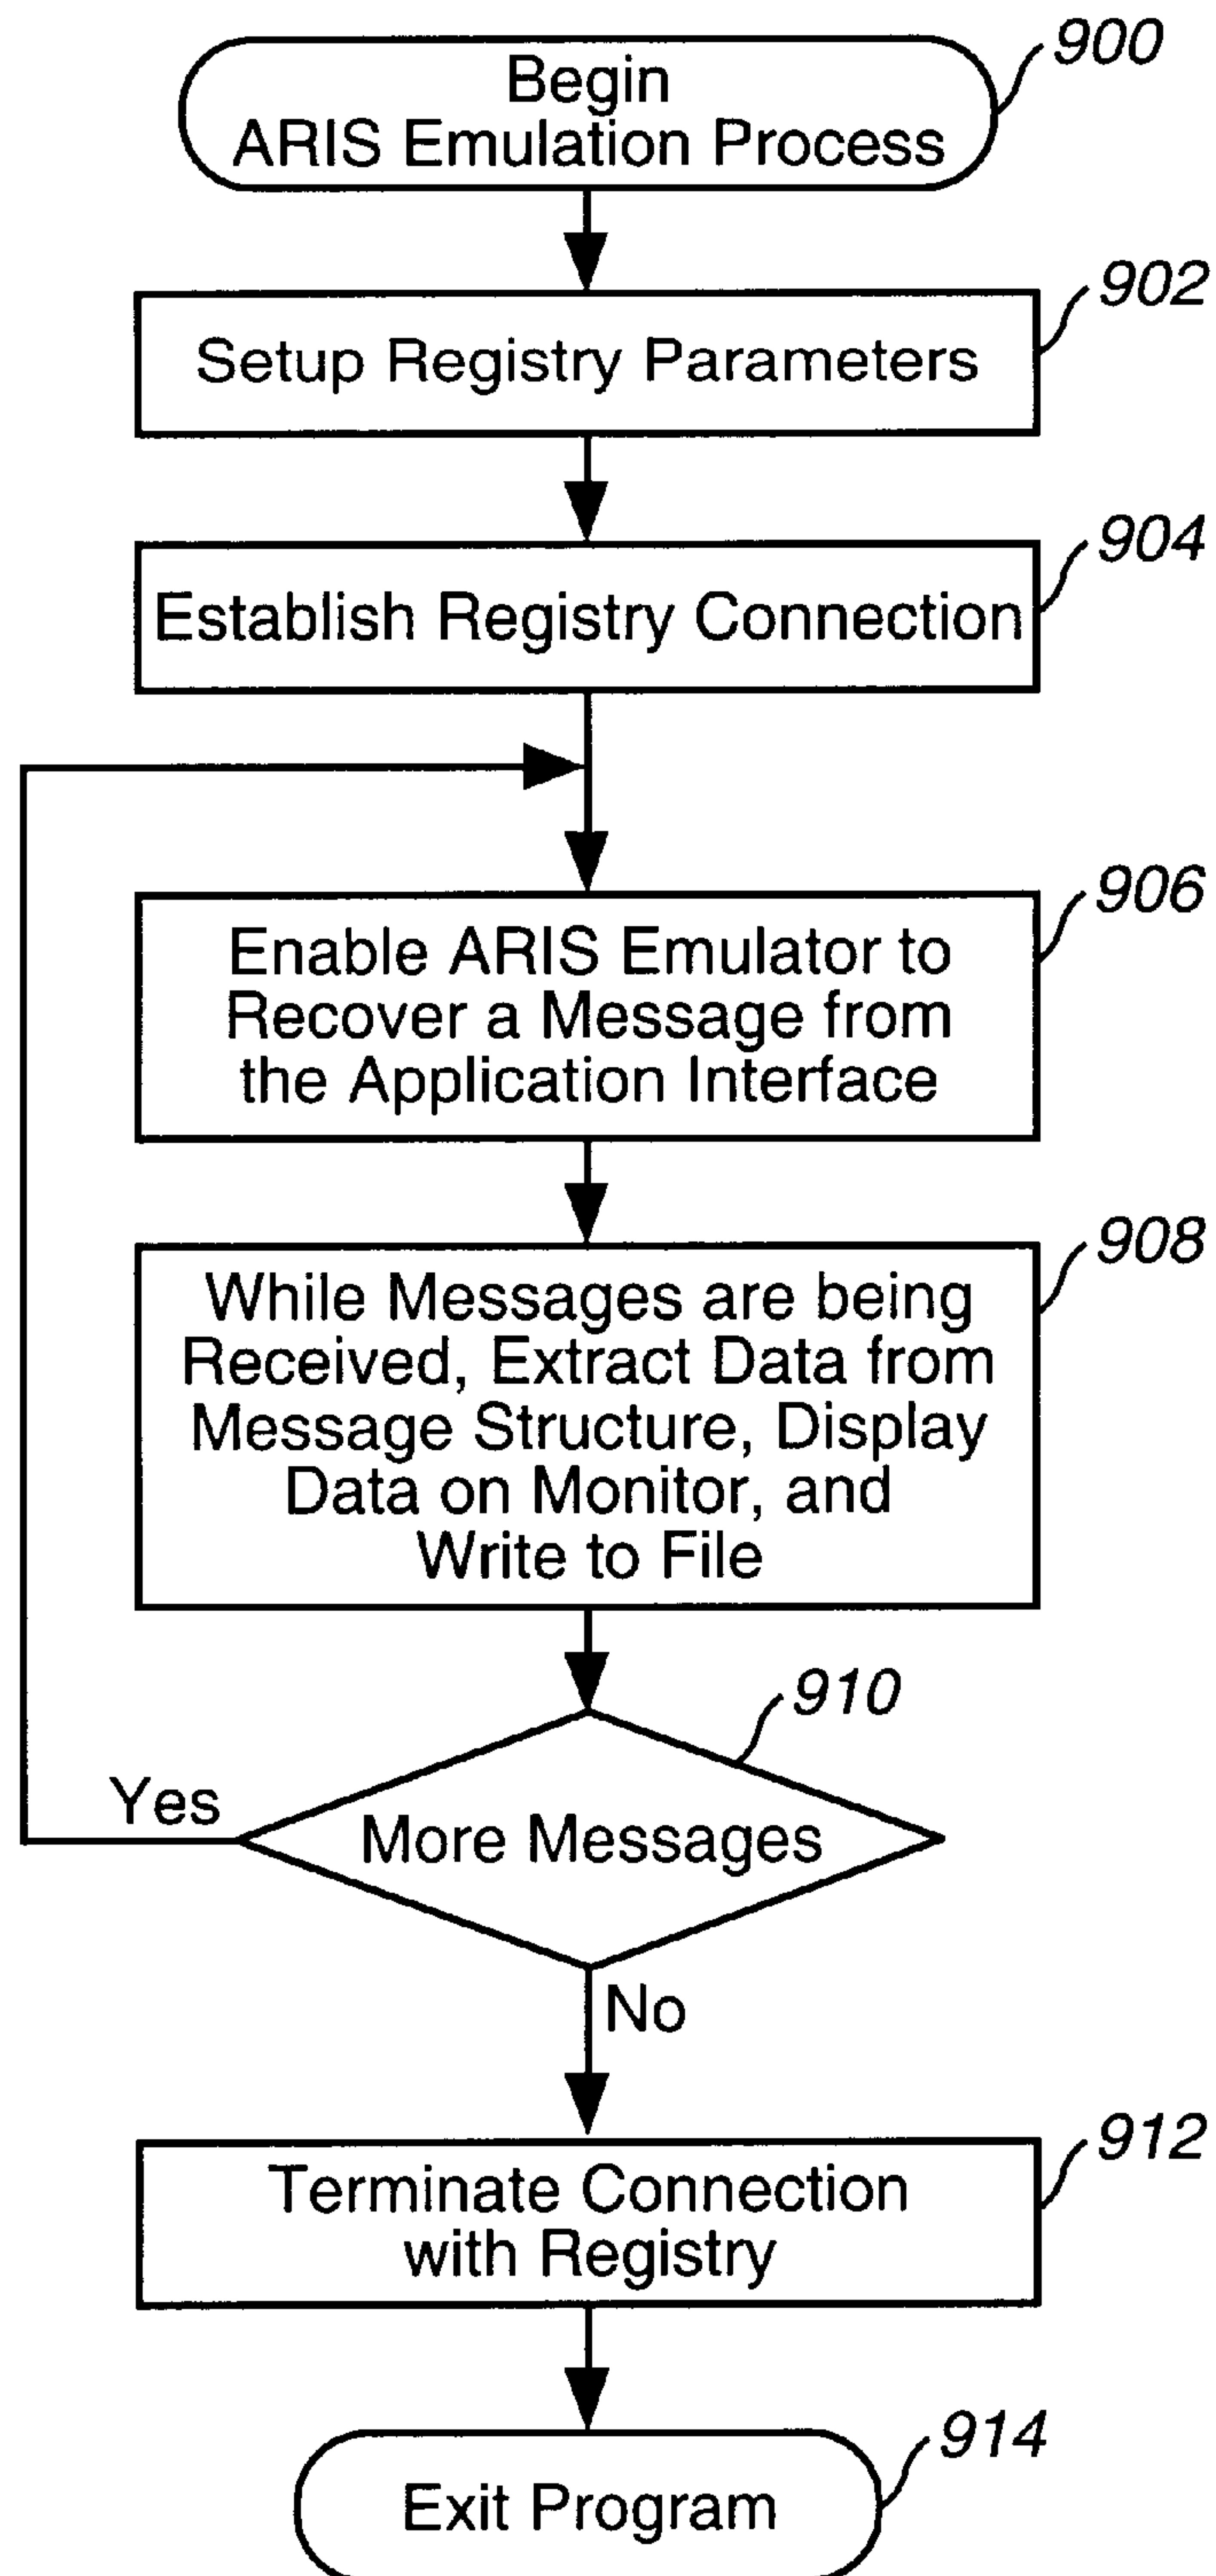 Begin
ARIS Emulation Process
900
Setup Registry Parameters
902
Establish Registry Connection
904
Enable ARIS Emulator to
Recover a Message from
the Application Interface
906
While Messages are being
Received, Extract Data from
Message Structure, Display
Data on Monitor, and
Write to File
908
More Messages
910
Yes
No
Terminate Connection
with Registry
912
Exit Program
914